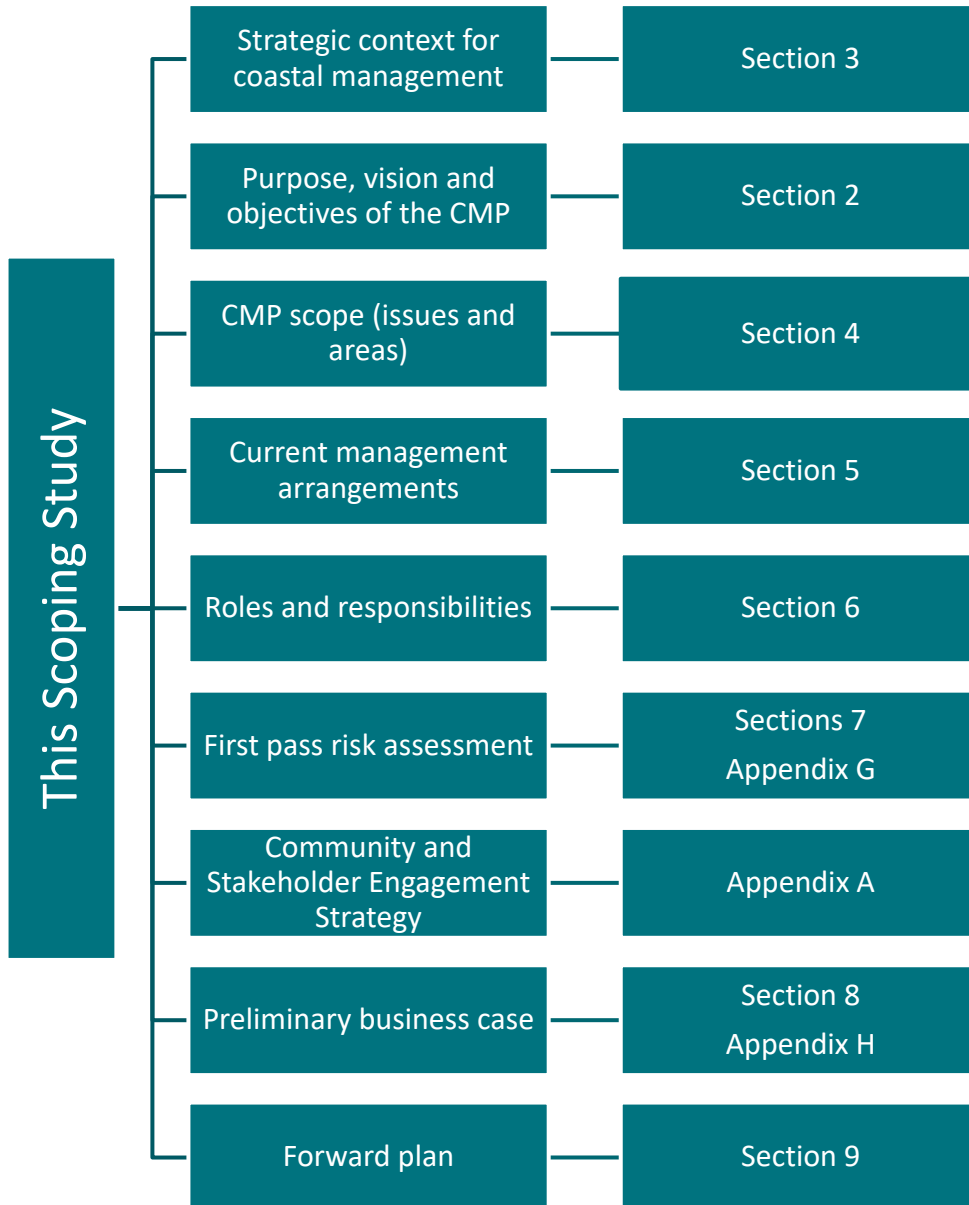 This Scoping Study
Strategic context for
coastal management
Section 3
Purpose, vision and
objectives of the CMP
Section 2
CMP scope (issues and
areas)
Section 4
Current management
arrangements
Section 5
Roles and responsibilities
Section 6
First pass risk assessment
Sections 7
Appendix G
Community and
Stakeholder Engagement
Strategy
Appendix A
Preliminary business case
Section 8
Appendix H
Forward plan
Section 9